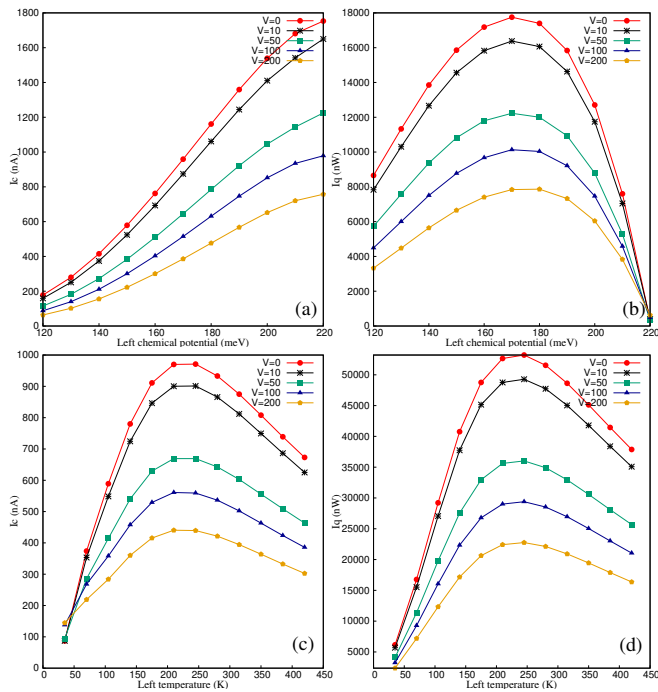 1800
1600
1400
1200
1000
800
600
400
200
0
Ic (nA)
V=0
V=10
V=50
V=100
V=200
(a)
120 140 160 180 200 220
Left chemical potential (meV)
18000
16000
14000
12000
10000
8000
6000
4000
2000
0
Iq (nW)
V=0
V=10
V=50
V=100
V=200
(b)
120 140 160 180 200 220
Left chemical potential (meV)
1000
900
800
700
600
500
400
300
200
100
0
Ic (nA)
V=0
V=10
V=50
V=100
V=200
(c)
0 50 100 150 200 250 300 350 400 450
Left temperature (K)
50000
45000
40000
35000
30000
25000
20000
15000
10000
5000
Iq (nW)
V=0
V=10
V=50
V=100
V=200
(d)
0 50 100 150 200 250 300 350 400 450
Left temperature (K)